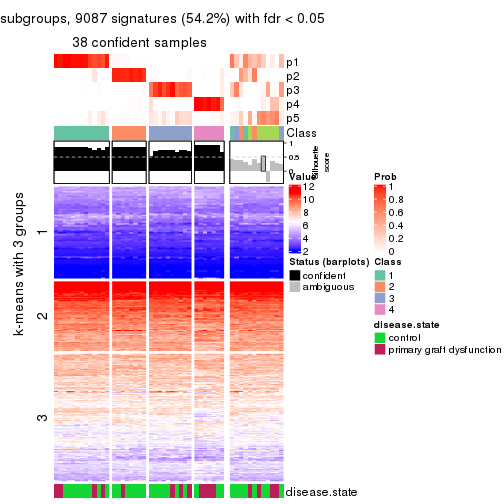 subgroups, 9087 signatures (54.2%) with fdr < 0.05
38 confident samples
p1
p2
p3
p4
p5
Class
1
0.5
0
Silhouette
score
k-means with 3 groups
1
2
3
Value
12
10
8
6
4
2
Status (barplots)
confident
ambiguous
Prob
1
0.8
0.6
0.4
0.2
0
Class
1
2
3
4
disease.state
control
primary graft dysfunction
disease.state